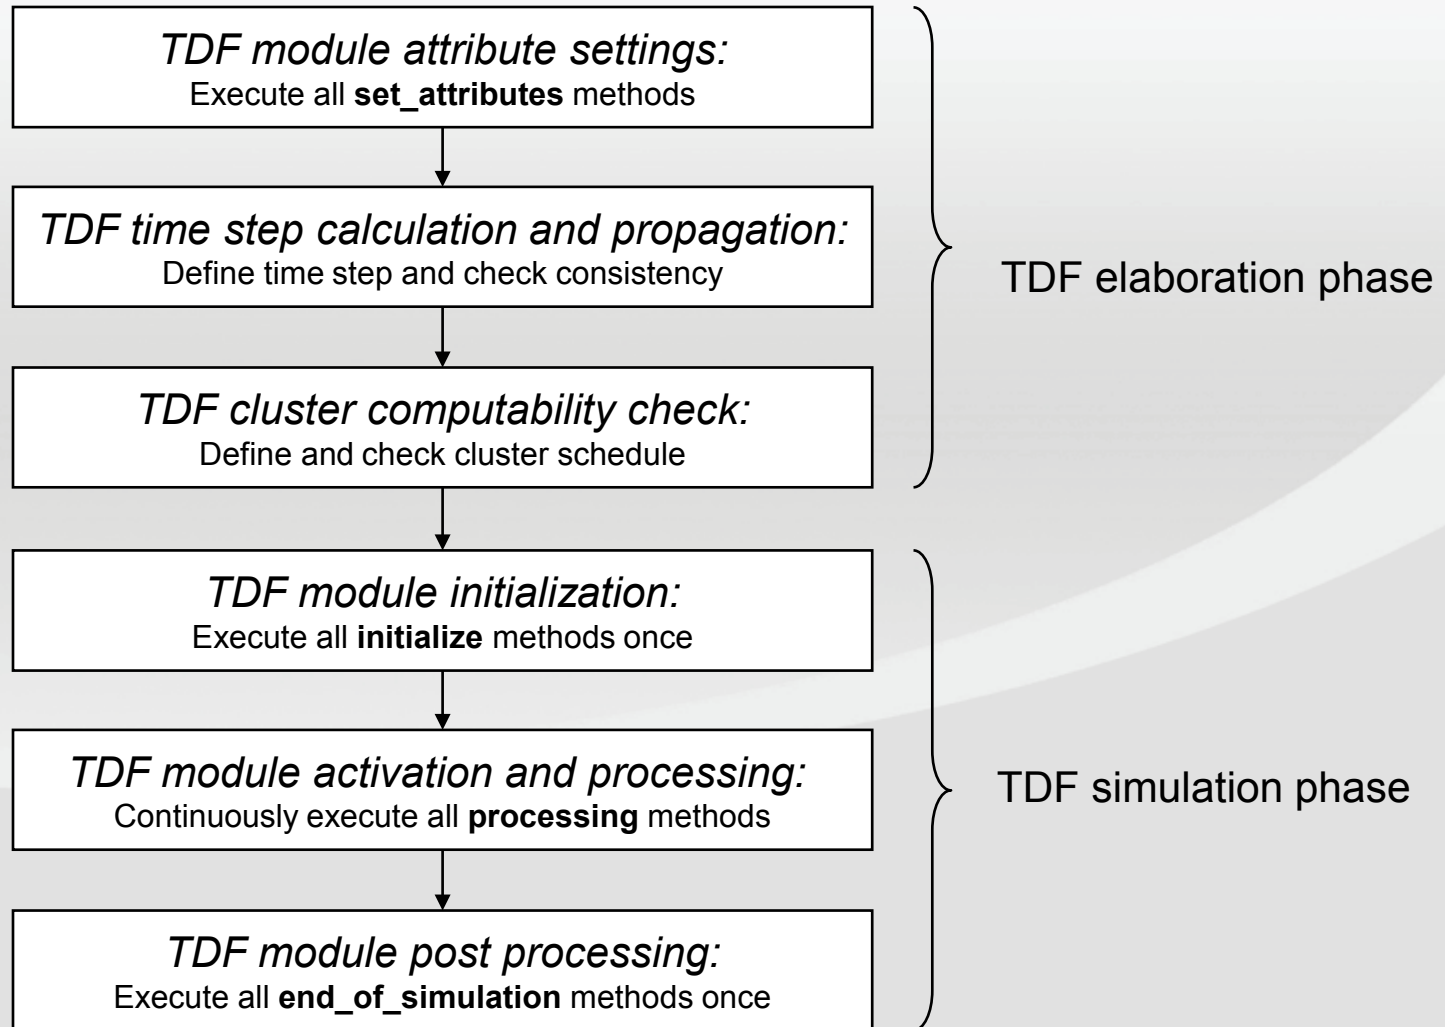 TDF module attribute settings:
Execute all set_attributes methods
TDF time step calculation and propagation:
Define time step and check consistency
TDF elaboration phase
TDF cluster computability check:
Define and check cluster schedule
TDF module initialization:
Execute all initialize methods once
TDF module activation and processing:
Continuously execute all processing methods
TDF simulation phase
TDF module post processing:
Execute all end_of_simulation methods once